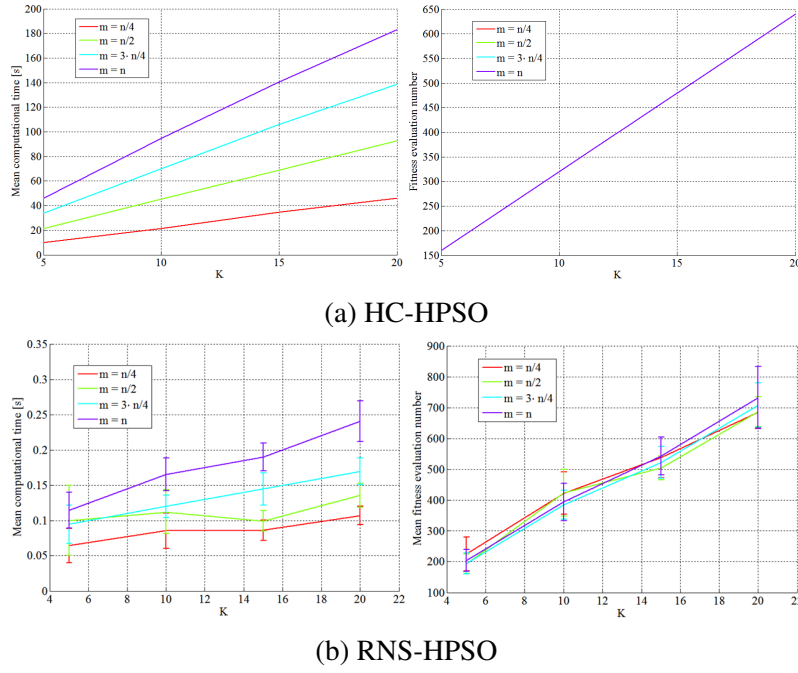 200
180
160
140
120
100
80
60
40
20
0
Mean computational time [s]
m = n/4
m = n/2
m = 3· n/4
m = n
5 10 15 20
K
650
600
550
500
450
400
350
300
250
200
150
Fitness evaluation number
m = n/4
m = n/2
m = 3· n/4
m = n
5 10 15 20
K
(a) HC-HPSO
0.35
0.3
0.25
0.2
0.15
0.1
0.05
0
Mean computational time [s]
m = n/4
m = n/2
m = 3· n/4
m = n
4 6 8 10 12 14 16 18 20 22
K
900
800
700
600
500
400
300
200
100
Mean fitness evaluation number
m = n/4
m = n/2
m = 3· n/4
m = n
4 6 8 10 12 14 16 18 20 22
K
(b) RNS-HPSO